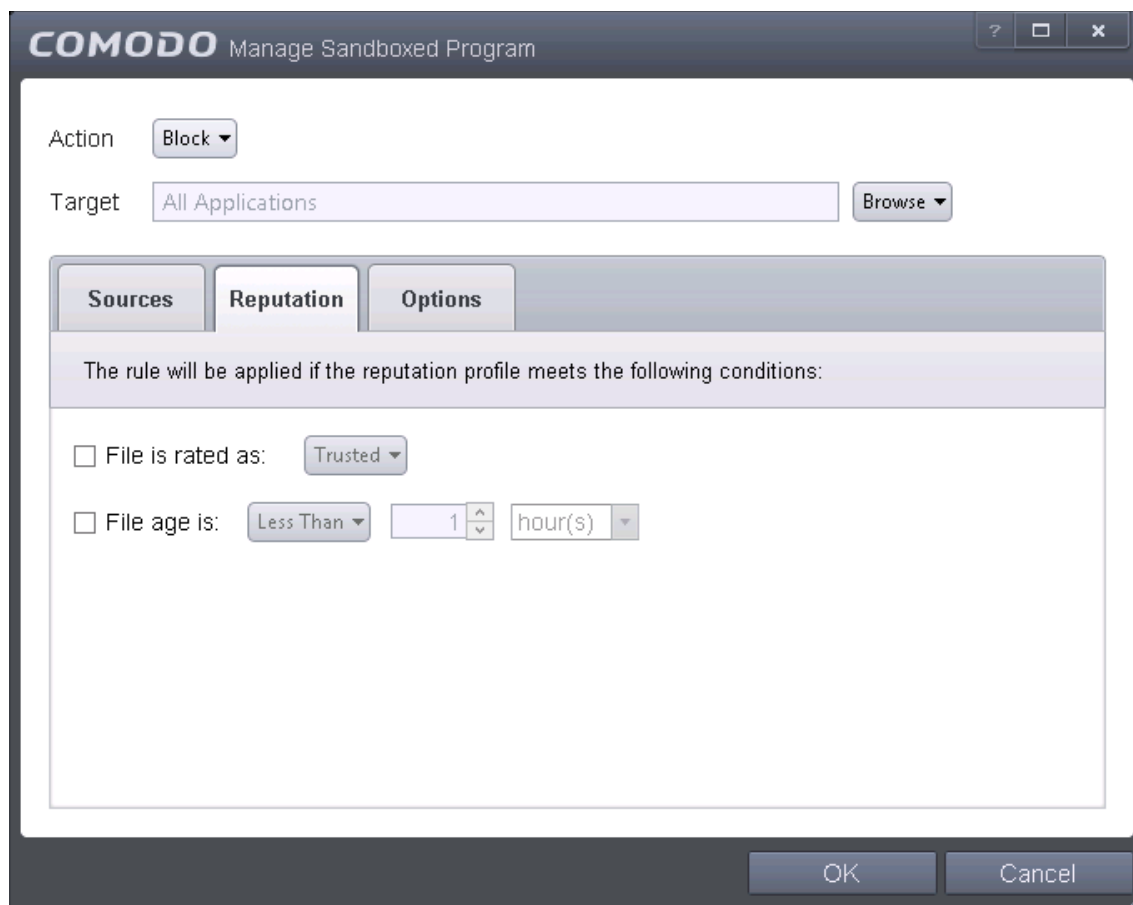 COMODO Manage Sandboxed Program
?
Action Block
Target All Applications Browse
Sources Reputation Options
The rule will be applied if the reputation profile meets the following conditions:
File is rated as: Trusted
File age is: Less Than 1 hour(s)
OK Cancel